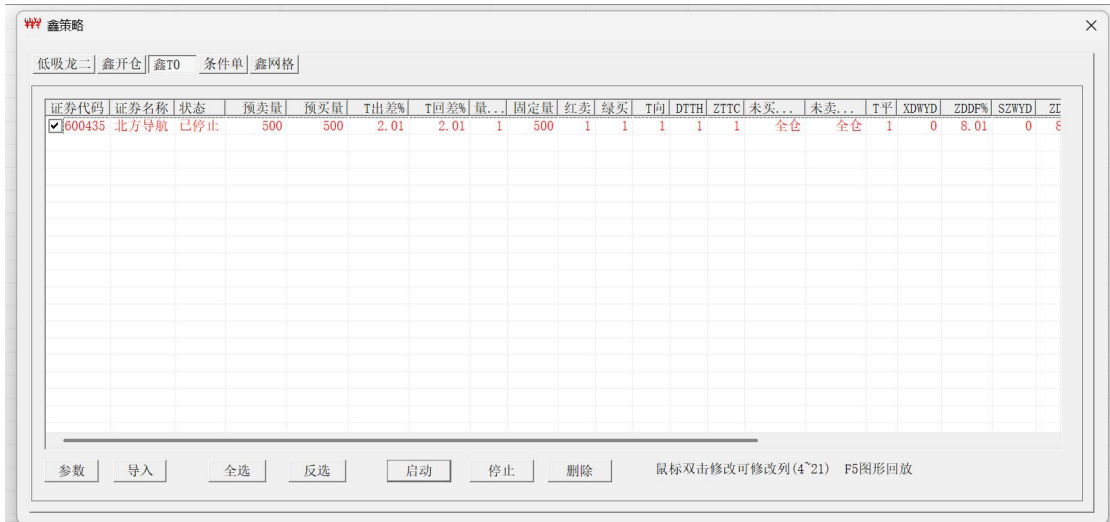 鑫策略
低吸龙二 鑫开仓 鑫T0 条件单 鑫网格
证券代码 证券名称 状态 预卖量 预买量 T出差% T回差% 量... 固定量 红卖 绿买 T向 DTTH ZTTC 未买... 未卖... T平 XDWYD ZDDF% SZWYD ZD
600435 北方导航 已停止 500 500 2.01 2.01 1 500 1 1 1 1 1 全仓 全仓 1 0 8.01 0 8
参数 导入 全选 反选 启动 停止 删除 鼠标双击修改可修改列(4~21) F5图形回放